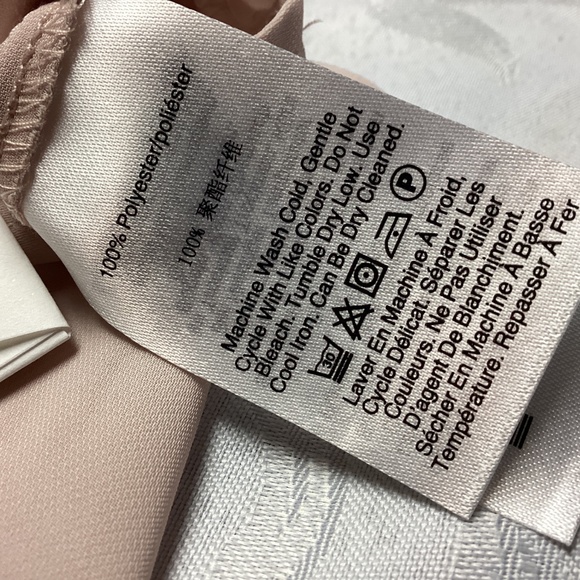 100% Polyester/poliéster
100% 聚酯纤维
Machine Wash Cold, Gentle
Cycle With Like Colors. Do Not
Bleach. Tumble Dry Low. Use
Cool Iron. Can Be Dry Cleaned.
30 P
Laver En Machine À Froid,
Cycle Délicat. Séparer Les
Couleurs. Ne Pas Utiliser
D'agent De Blanchiment.
Sécher En Machine À Basse
Température. Repasser À Fer